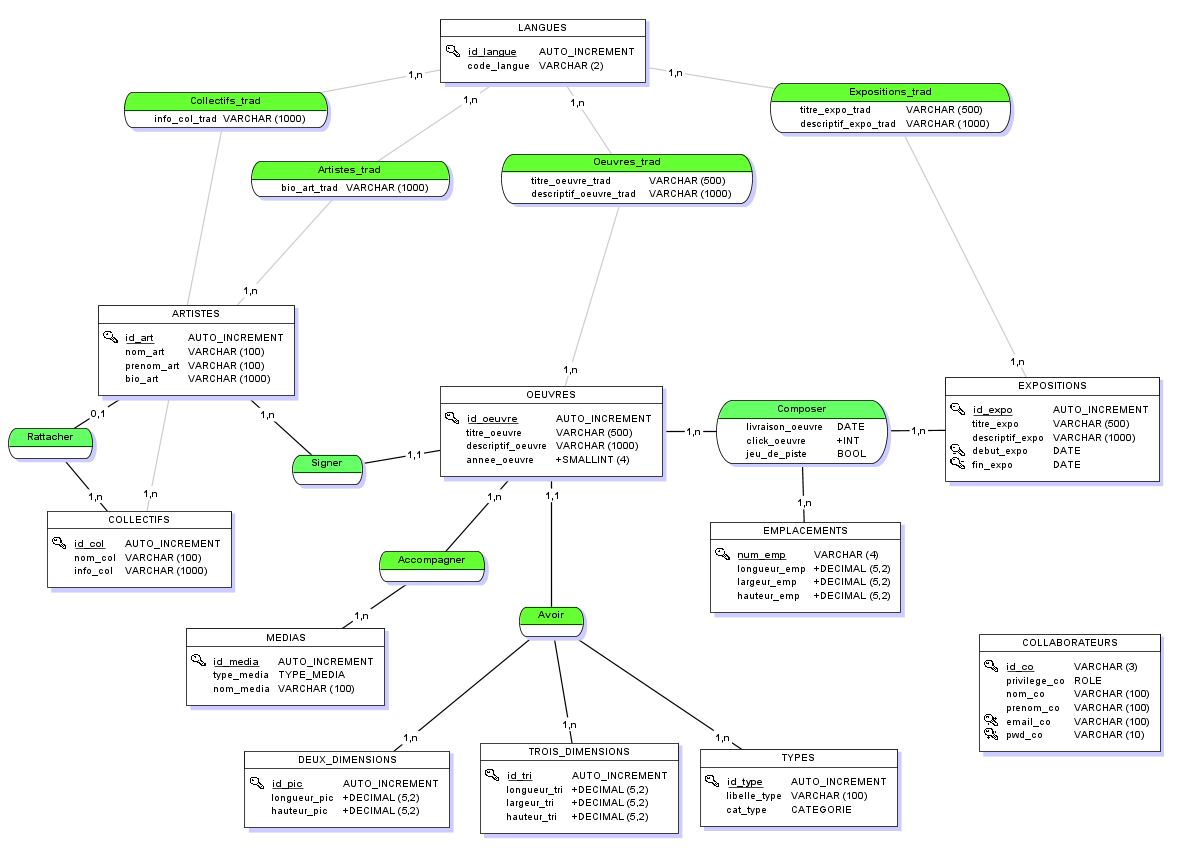 LANGUES
id_langue AUTO_INCREMENT
code_langue VARCHAR (2)
1,n
1,n
1,n
1,n
Collectifs_trad
info_col_trad VARCHAR (1000)
Expositions_trad
titre_expo_trad VARCHAR (500)
descriptif_expo_trad VARCHAR (1000)
Artistes_trad
bio_art_trad VARCHAR (1000)
Oeuvres_trad
titre_oeuvre_trad VARCHAR (500)
descriptif_oeuvre_trad VARCHAR (1000)
1,n
ARTISTES
id_art AUTO_INCREMENT
nom_art VARCHAR (100)
prenom_art VARCHAR (100)
bio_art VARCHAR (1000)
1,n
1,n
OEUVRES
id_oeuvre AUTO_INCREMENT
titre_oeuvre VARCHAR (500)
descriptif_oeuvre VARCHAR (1000)
annee_oeuvre +SMALLINT (4)
EXPOSITIONS
id_expo AUTO_INCREMENT
titre_expo VARCHAR (500)
descriptif_expo VARCHAR (1000)
debut_expo DATE
fin_expo DATE
Composer
livraison_oeuvre DATE
click_oeuvre +INT
jeu_de_piste BOOL
1,n
1,n
1,n
0,1
1,n
Rattacher
Signer
1,1
1,n
1,n
COLLECTIFS
id_col AUTO_INCREMENT
nom_col VARCHAR (100)
info_col VARCHAR (1000)
1,n
1,1
EMPLACEMENTS
num_emp VARCHAR (4)
longueur_emp +DECIMAL (5,2)
largeur_emp +DECIMAL (5,2)
hauteur_emp +DECIMAL (5,2)
Accompagner
1,n
Avoir
MEDIAS
id_media AUTO_INCREMENT
type_media TYPE_MEDIA
nom_media VARCHAR (100)
COLLABORATEURS
id_co VARCHAR (3)
privilege_co ROLE
nom_co VARCHAR (100)
prenom_co VARCHAR (100)
email_co VARCHAR (100)
pwd_co VARCHAR (10)
1,n
1,n
1,n
DEUX_DIMENSIONS
id_pic AUTO_INCREMENT
longueur_pic +DECIMAL (5,2)
hauteur_pic +DECIMAL (5,2)
TROIS_DIMENSIONS
id_tri AUTO_INCREMENT
longueur_tri +DECIMAL (5,2)
largeur_tri +DECIMAL (5,2)
hauteur_tri +DECIMAL (5,2)
TYPES
id_type AUTO_INCREMENT
libelle_type VARCHAR (100)
cat_type CATEGORIE